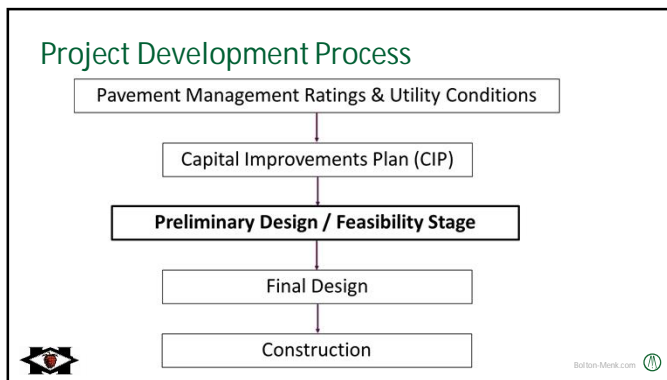 Project Development Process
Pavement Management Ratings & Utility Conditions
Capital Improvements Plan (CIP)
Preliminary Design / Feasibility Stage
Final Design
Construction
Bolton-Menk.com